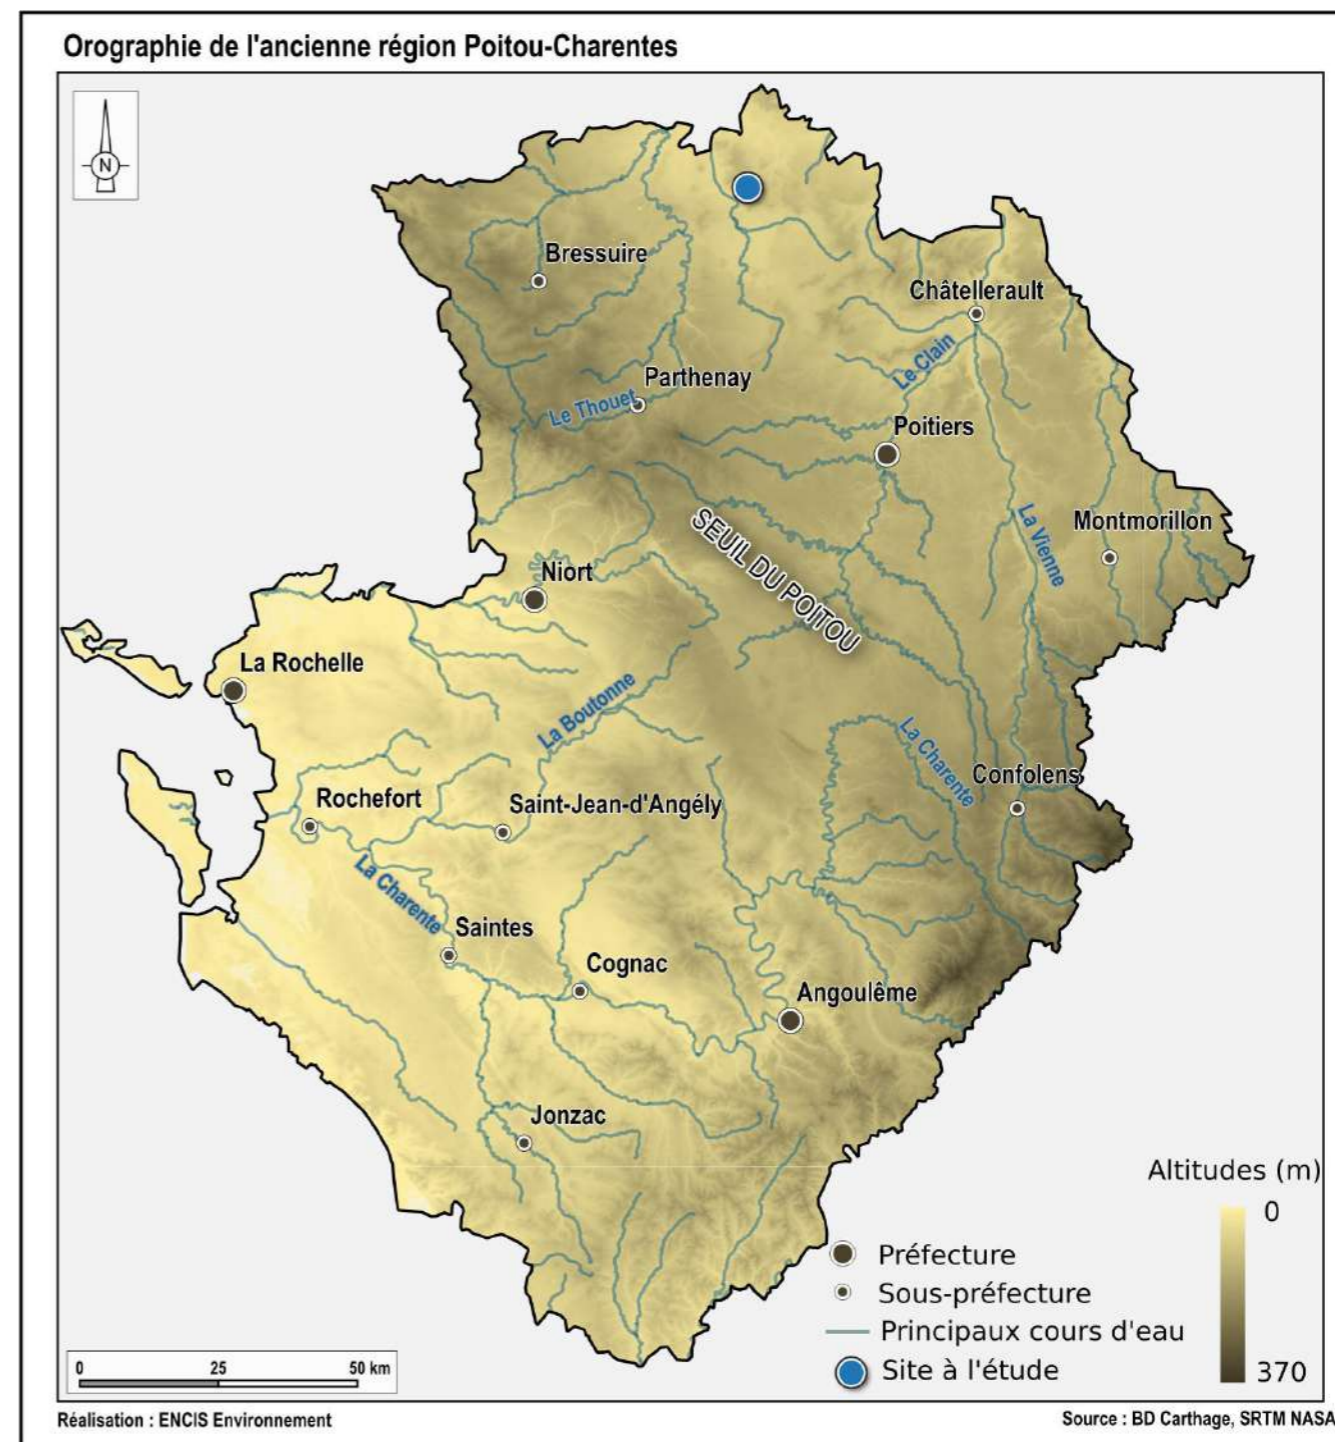 Orographie de l'ancienne région Poitou-Charentes
N
Bressuire
Châtellerault
Le Clain
Parthenay
Le Thouet
Poitiers
SEUIL DU POITOU
La Vienne
Montmorillon
Niort
La Rochelle
La Boutonne
La Charente
Confolens
Rochefort
Saint-Jean-d'Angély
La Charente
Saintes
Cognac
Angoulême
Jonzac
Altitudes (m)
0
370
Préfecture
Sous-préfecture
Principaux cours d'eau
Site à l'étude
0 25 50 km
Réalisation : ENCIS Environnement
Source : BD Carthage, SRTM NASA